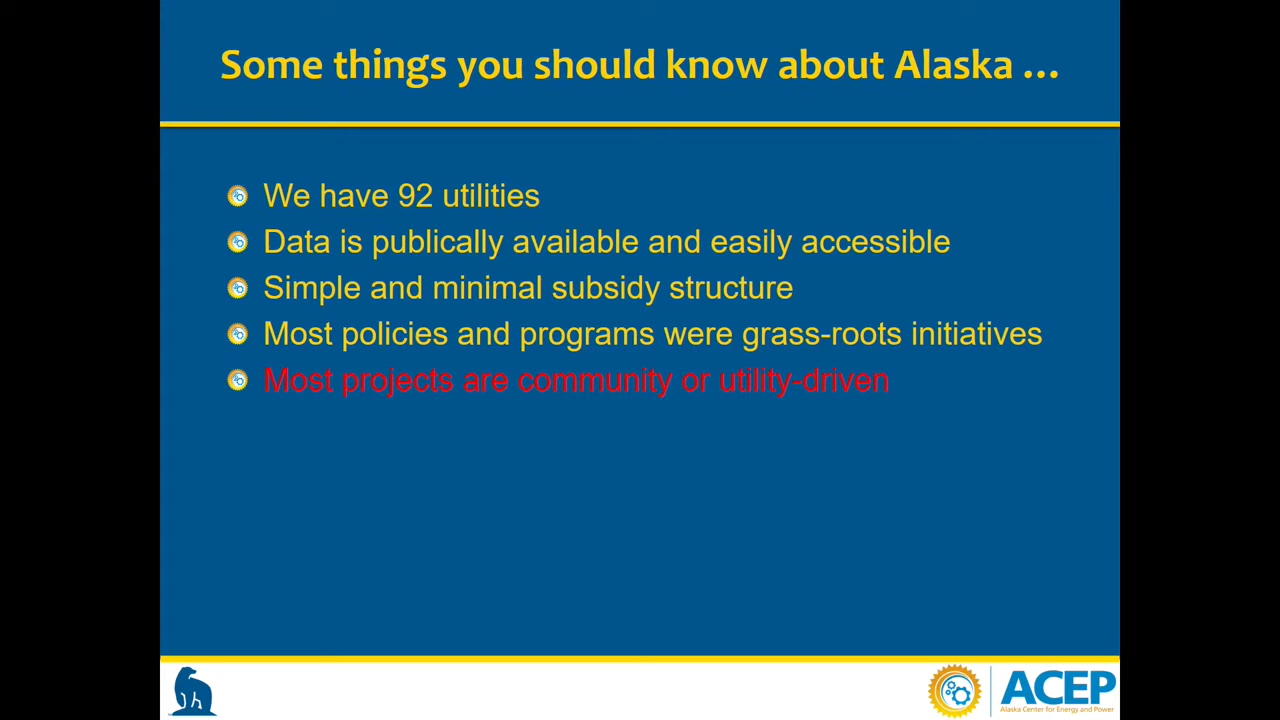 Some things you should know about Alaska ...
We have 92 utilities
Data is publically available and easily accessible
Simple and minimal subsidy structure
Most policies and programs were grass-roots initiatives
Most projects are community or utility-driven
ACEP
Alaska Center for Energy and Power